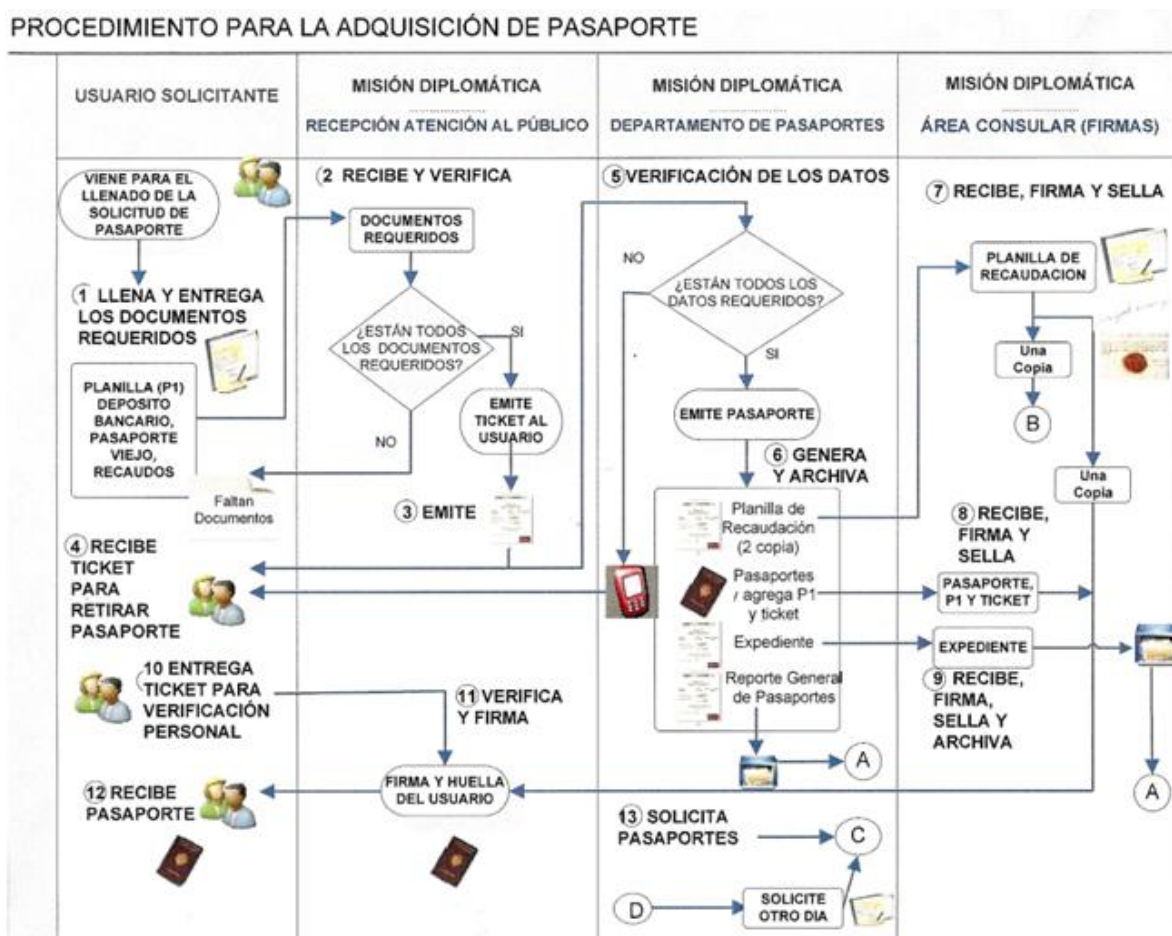 PROCEDIMIENTO PARA LA ADQUISICIÓN DE PASAPORTE
USUARIO SOLICITANTE
MISIÓN DIPLOMÁTICA
RECEPCIÓN ATENCIÓN AL PÚBLICO
MISIÓN DIPLOMÁTICA
DEPARTAMENTO DE PASAPORTES
MISIÓN DIPLOMÁTICA
ÁREA CONSULAR (FIRMAS)
VIENE PARA EL
LLENADO DE LA
SOLICITUD DE
PASAPORTE
1 LLENA Y ENTREGA
LOS DOCUMENTOS
REQUERIDOS
PLANILLA (P1)
DEPOSITO
BANCARIO,
PASAPORTE
VIEJO,
RECAUDOS
Faltan
Documentos
4 RECIBE
TICKET
PARA
RETIRAR
PASAPORTE
10 ENTREGA
TICKET PARA
VERIFICACIÓN
PERSONAL
12 RECIBE
PASAPORTE
2 RECIBE Y VERIFICA
DOCUMENTOS
REQUERIDOS
¿ESTÁN TODOS
LOS DOCUMENTOS
REQUERIDOS?
SI
NO
EMITE
TICKET AL
USUARIO
3 EMITE
11 VERIFICA
Y FIRMA
FIRMA Y HUELLA
DEL USUARIO
5 VERIFICACIÓN DE LOS DATOS
NO
¿ESTÁN TODOS LOS
DATOS REQUERIDOS?
SI
EMITE PASAPORTE
6 GENERA
Y ARCHIVA
Planilla de
Recaudación
(2 copia)
Pasaportes
y agrega P1
y ticket
Expediente
Reporte General
de Pasaportes
A
13 SOLICITA
PASAPORTES
C
D
SOLICITE
OTRO DIA
7 RECIBE, FIRMA Y SELLA
PLANILLA DE
RECAUDACION
Una
Copia
B
Una
Copia
8 RECIBE,
FIRMA Y
SELLA
PASAPORTE,
P1 Y TICKET
EXPEDIENTE
9 RECIBE,
FIRMA,
SELLA Y
ARCHIVA
A